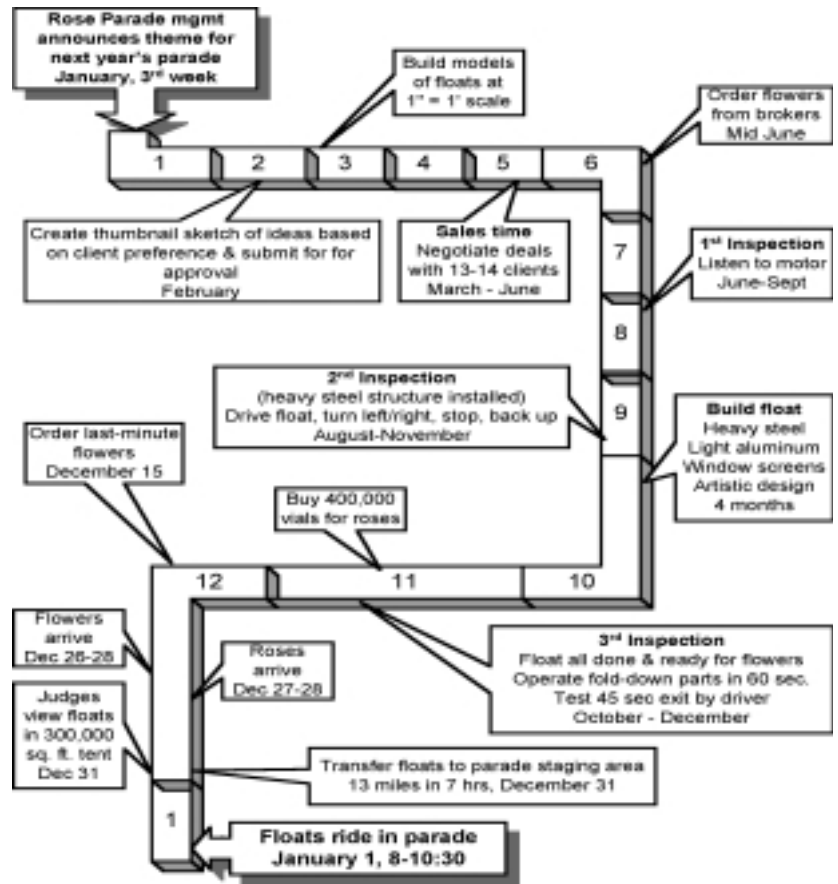 Rose Parade mgmt
announces theme for
next year's parade
January, 3rd week
Build models
of floats at
1" = 1' scale
Order flowers
from brokers
Mid June
1
2
3
4
5
6
Create thumbnail sketch of ideas based
on client preference & submit for for
approval
February
Sales time
Negotiate deals
with 13-14 clients
March - June
7
1st Inspection
Listen to motor
June-Sept
8
2nd Inspection
(heavy steel structure installed)
Drive float, turn left/right, stop, back up
August-November
9
Build float
Heavy steel
Light aluminum
Window screens
Artistic design
4 months
Order last-minute
flowers
December 15
Buy 400,000
vials for roses
12
11
10
Flowers
arrive
Dec 26-28
Roses
arrive
Dec 27-28
3rd Inspection
Float all done & ready for flowers
Operate fold-down parts in 60 sec.
Test 45 sec exit by driver
October - December
Judges
view floats
in 300,000
sq. ft. tent
Dec 31
Transfer floats to parade staging area
13 miles in 7 hrs, December 31
1
Floats ride in parade
January 1, 8-10:30